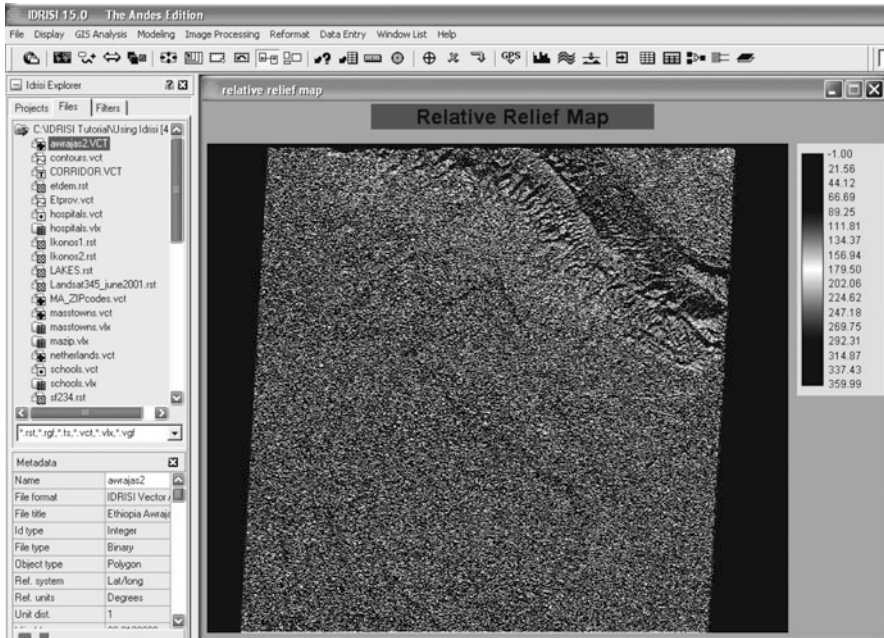 IDRISI 15.0 The Andes Edition
File Display GIS Analysis Modeling Image Processing Reformat Data Entry Window List Help
GPS
Idrisi Explorer
Projects Files Filters
C:\IDRISI Tutorial\Using Idrisi [4
awrajas2.VCT
contours.vct
CORRIDOR.VCT
etdem.rst
Etprov.vct
hospitals.vct
hospitals.vlx
Ikonos1.rst
Ikonos2.rst
LAKES.rst
Landsat345_june2001.rst
MA_ZIPcodes.vct
masstowns.vct
masstowns.vlx
mazip.vlx
netherlands.vct
schools.vct
schools.vlx
sf234.rst
*.rst,*.rgf,*.ts,*.vct,*.vlx,*.vgf
Metadata
Name awrajas2
File format IDRISI Vector A
File title Ethiopia Awraja
Id type Integer
File type Binary
Object type Polygon
Ref. system Lat/long
Ref. units Degrees
Unit dist. 1
relative relief map
Relative Relief Map
-1.00
21.56
44.12
66.69
89.25
111.81
134.37
156.94
179.50
202.06
224.62
247.18
269.75
292.31
314.87
337.43
359.99